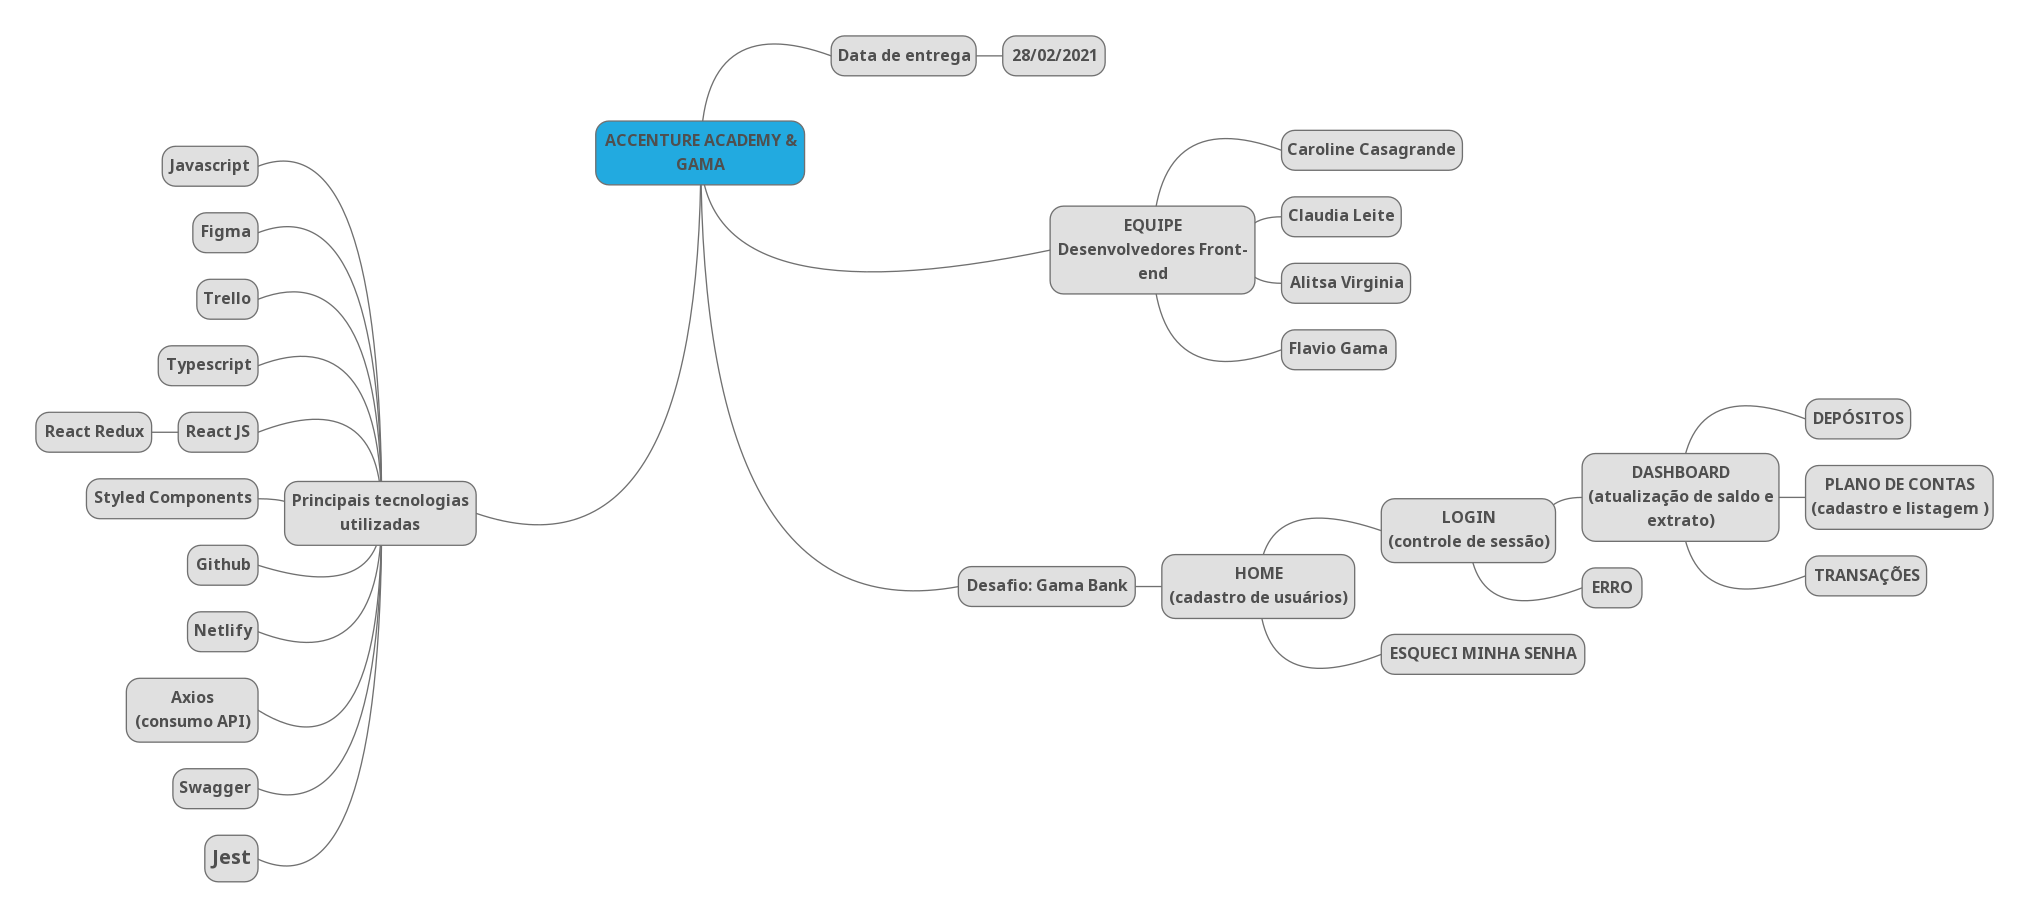 Data de entrega
28/02/2021
ACCENTURE ACADEMY &
GAMA
EQUIPE
Desenvolvedores Front-
end
Caroline Casagrande
Claudia Leite
Alitsa Virginia
Flavio Gama
Desafio: Gama Bank
HOME
(cadastro de usuários)
LOGIN
(controle de sessão)
DASHBOARD
(atualização de saldo e
extrato)
DEPÓSITOS
PLANO DE CONTAS
(cadastro e listagem )
TRANSAÇÕES
ERRO
ESQUECI MINHA SENHA
Principais tecnologias
utilizadas
Javascript
Figma
Trello
Typescript
React JS
React Redux
Styled Components
Github
Netlify
Axios
(consumo API)
Swagger
Jest